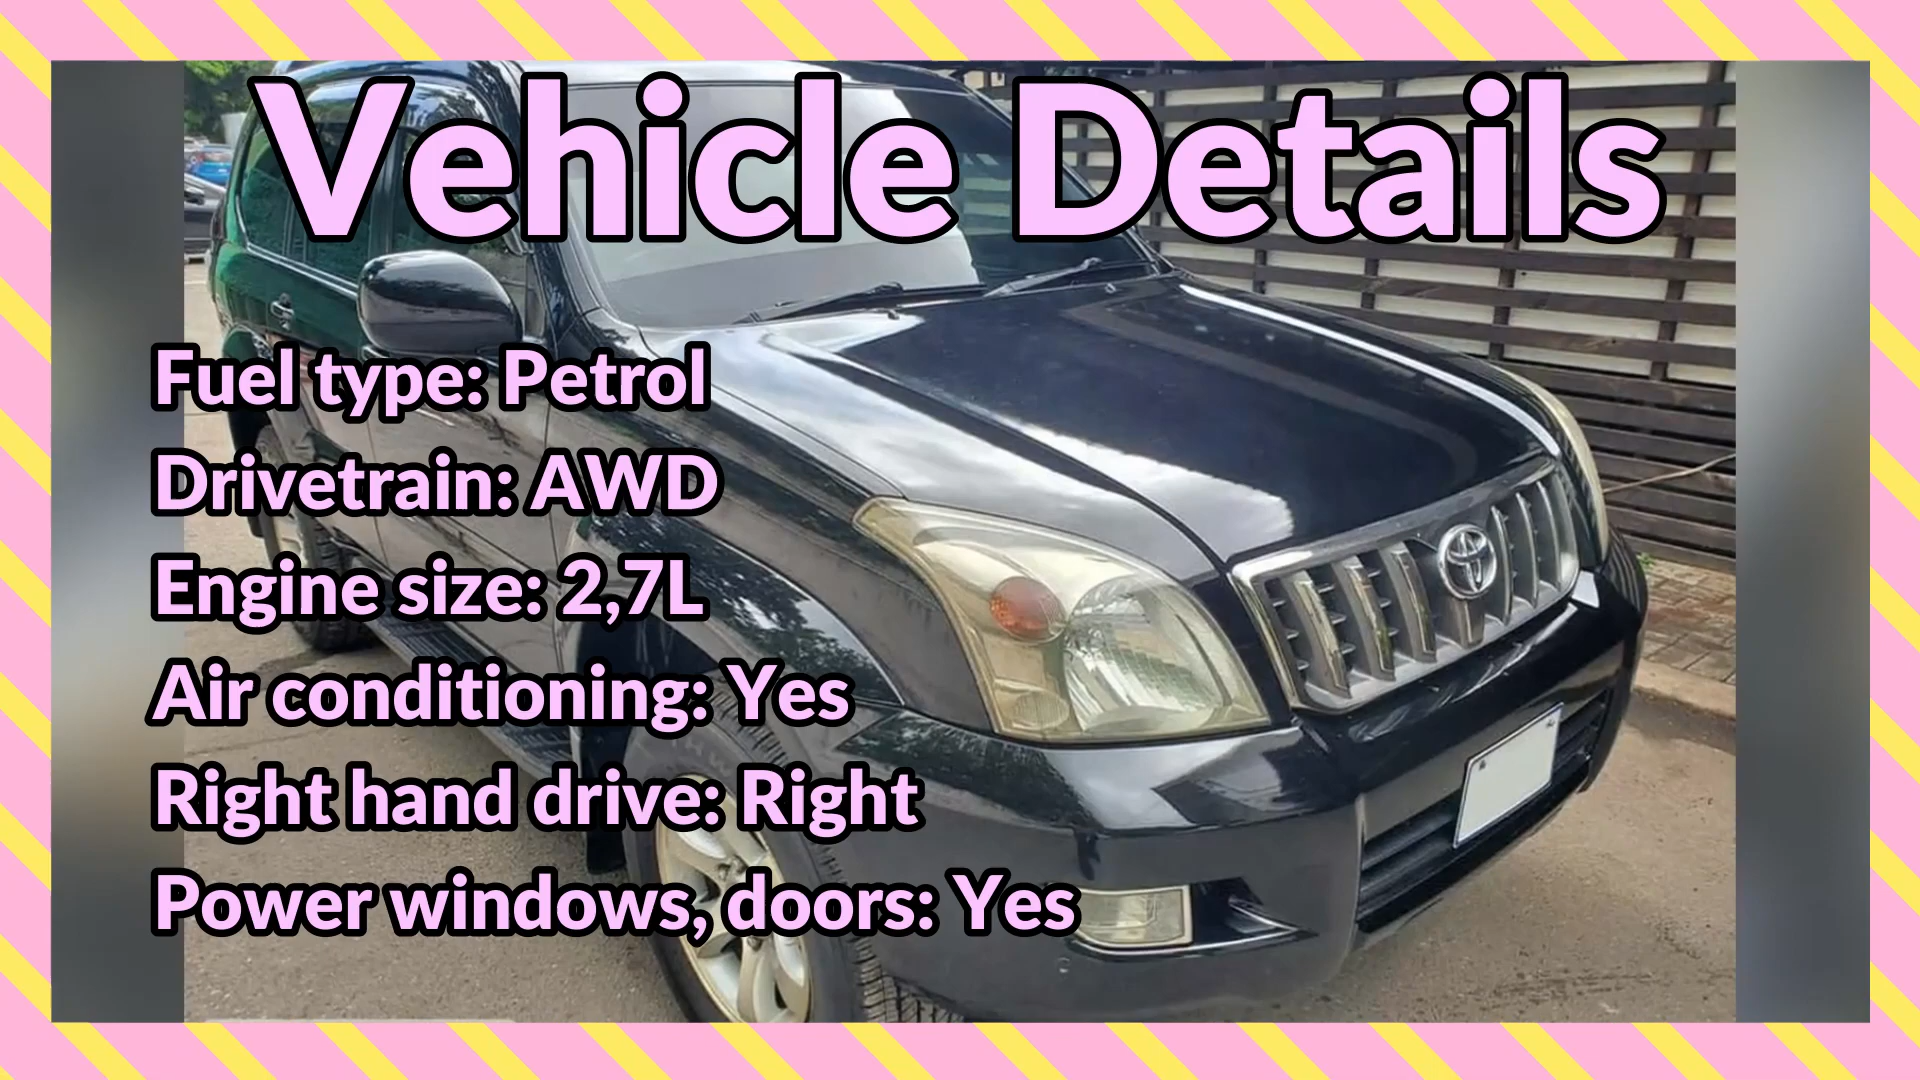 Vehicle Details
Fuel type: Petrol
Drivetrain: AWD
Engine size: 2,7L
Air conditioning: Yes
Right hand drive: Right
Power windows, doors: Yes